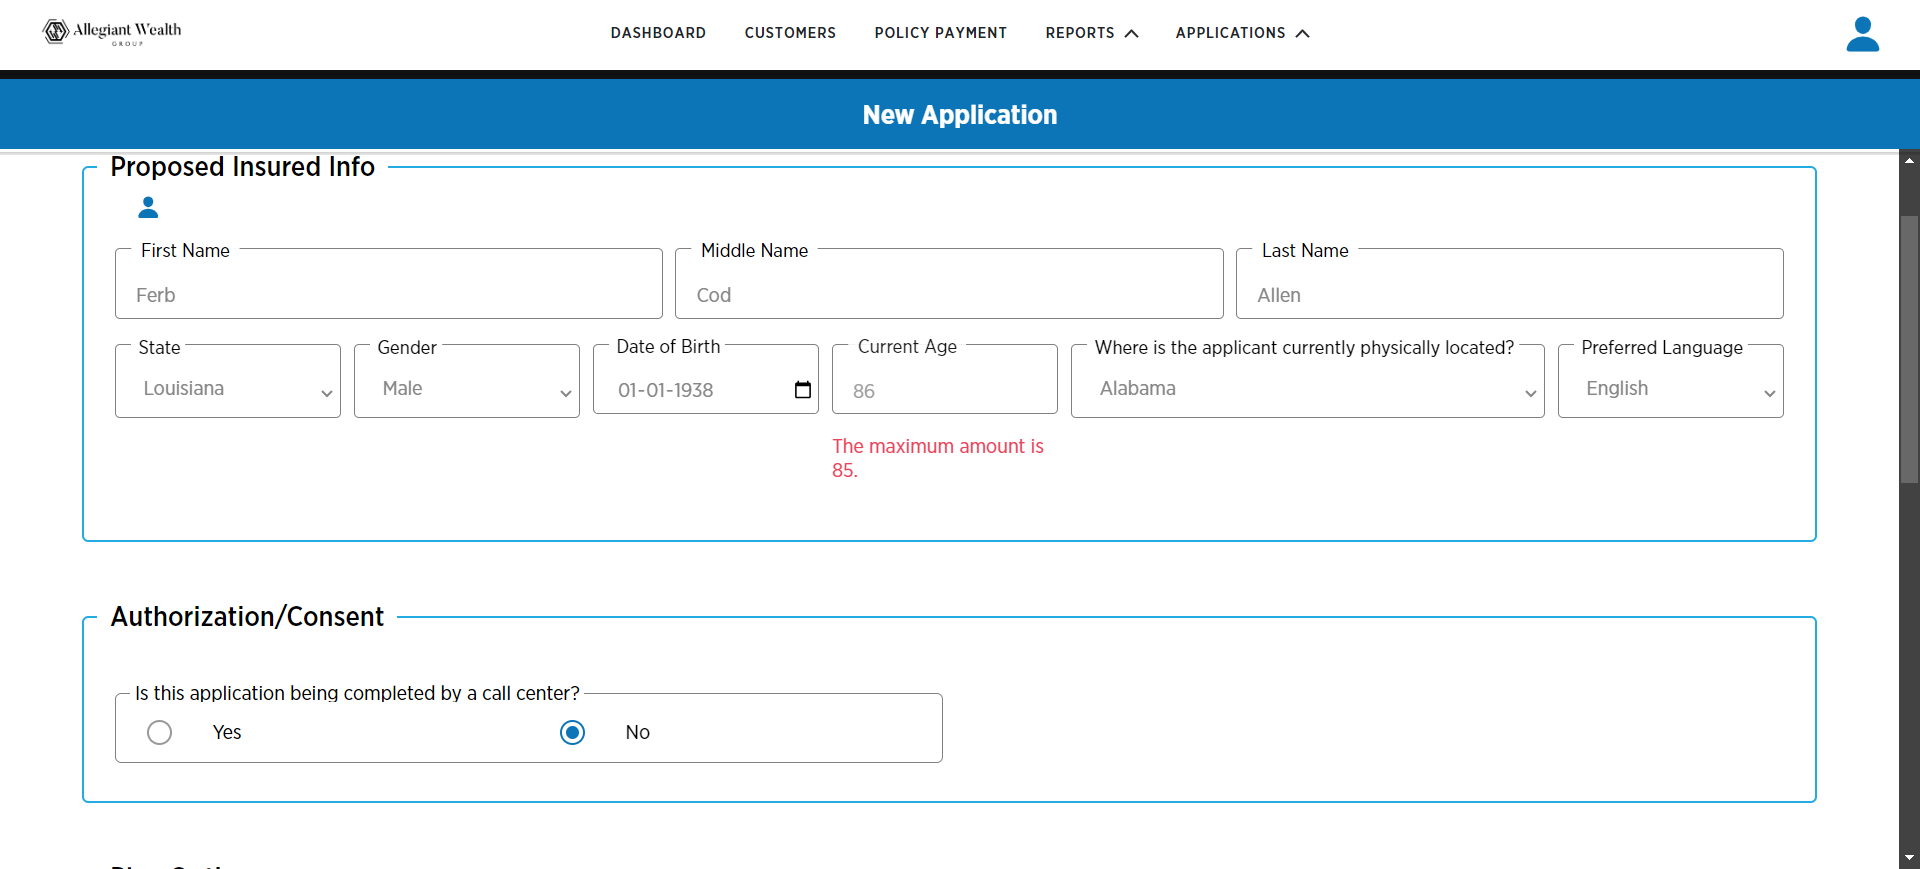 Allegiant Wealth
GROUP
DASHBOARD
CUSTOMERS
POLICY PAYMENT
REPORTS
APPLICATIONS
New Application
Proposed Insured Info
First Name
Middle Name
Last Name
Ferb
Cod
Allen
State
Gender
Date of Birth
Current Age
Where is the applicant currently physically located?
Preferred Language
Louisiana
Male
01-01-1938
86
Alabama
English
The maximum amount is
85.
Authorization/Consent
Is this application being completed by a call center?
Yes
No